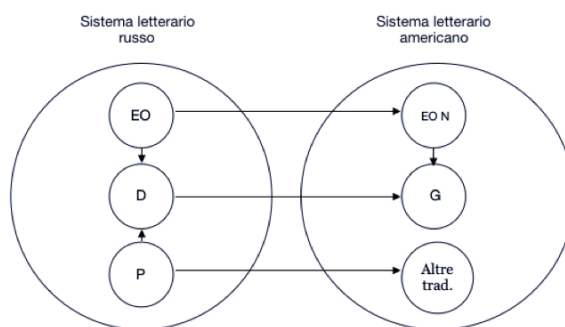 Sistema letterario
russo
Sistema letterario
americano
EO
EO N
D
G
P
Altre
trad.